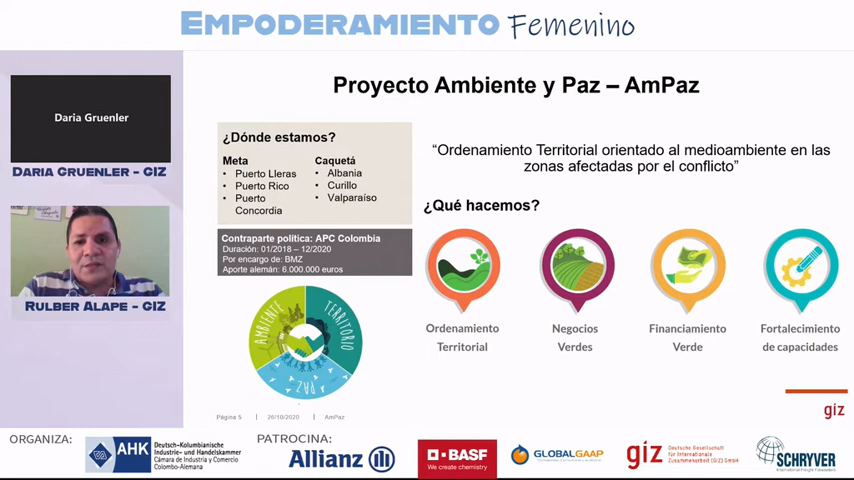 EMPODERAMIENTO Femenino
Proyecto Ambiente y Paz – AmPaz
Daria Gruenler
DARIA GRUENLER - GIZ
RULBER ALAPE - GIZ
¿Dónde estamos?
Meta
• Puerto Lleras
• Puerto Rico
• Puerto
Concordia
Caquetá
• Albania
• Curillo
• Valparaíso
Contraparte política: APC Colombia
Duración: 01/2018 – 12/2020
Por encargo de: BMZ
Aporte alemán: 6.000.000 euros
AMBIENTE
TERRITORIO
PAZ
“Ordenamiento Territorial orientado al medioambiente en las
zonas afectadas por el conflicto”
¿Qué hacemos?
Ordenamiento
Territorial
Negocios
Verdes
Financiamiento
Verde
Fortalecimiento
de capacidades
giz
Página 5 | 26/10/2020 | AmPaz
ORGANIZA:
AHK
Deutsch-Kolumbianische
Industrie- und Handelskammer
Cámara de Industria y Comercio
Colombo-Alemana
PATROCINA:
Allianz
BASF
We create chemistry
GLOBALG.A.P
giz
Deutsche Gesellschaft
für Internationale
Zusammenarbeit (GIZ) GmbH
SCHRYVER
International Freight Forwarders